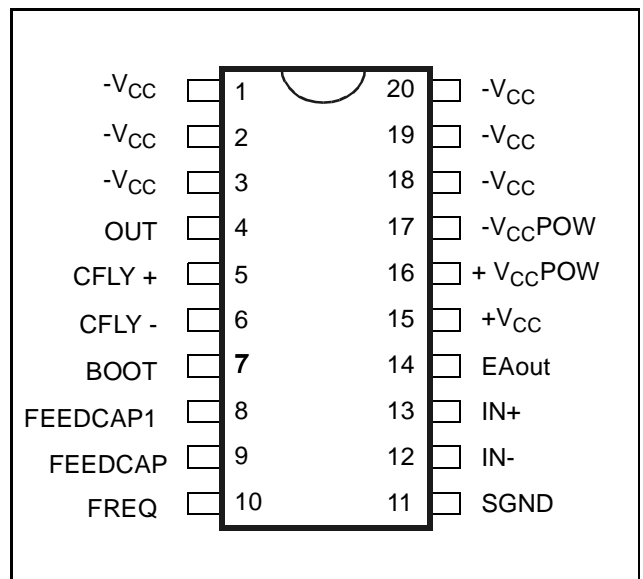 -VCC 1 20 -VCC
-VCC 2 19 -VCC
-VCC 3 18 -VCC
OUT 4 17 -VCCPOW
CFLY + 5 16 + VCCPOW
CFLY - 6 15 +VCC
BOOT 7 14 EAout
FEEDCAP1 8 13 IN+
FEEDCAP 9 12 IN-
FREQ 10 11 SGND